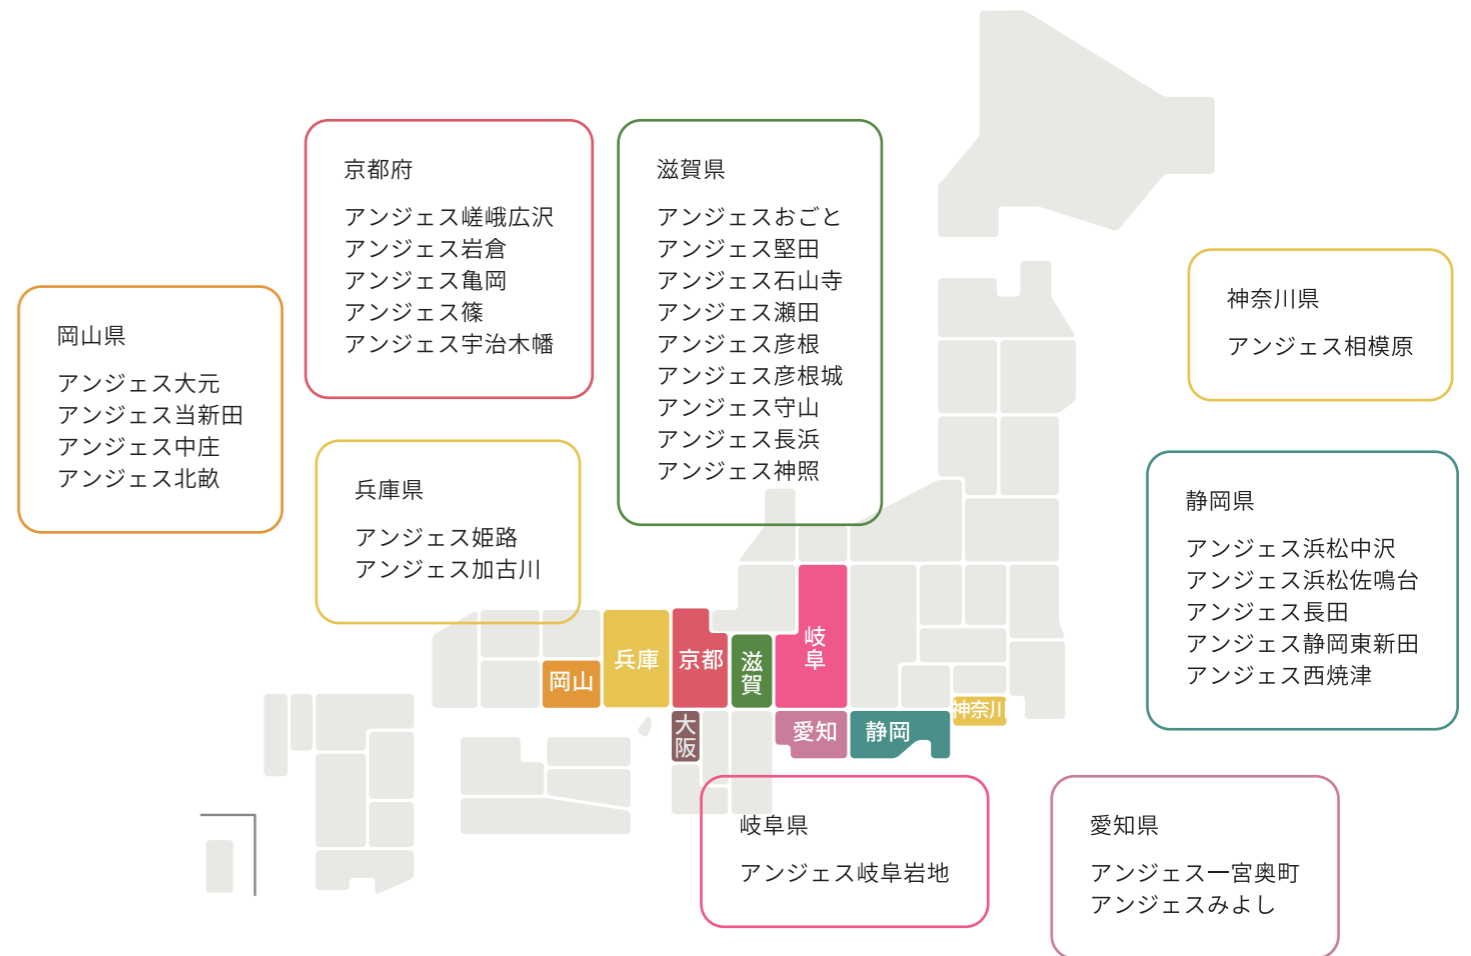 京都府
アンジェス嵯峨広沢
アンジェス岩倉
アンジェス亀岡
アンジェス篠
アンジェス宇治木幡
滋賀県
アンジェスおごと
アンジェス堅田
アンジェス石山寺
アンジェス瀬田
アンジェス彦根
アンジェス彦根城
アンジェス守山
アンジェス長浜
アンジェス神照
神奈川県
アンジェス相模原
岡山県
アンジェス大元
アンジェス当新田
アンジェス中庄
アンジェス北畝
兵庫県
アンジェス姫路
アンジェス加古川
静岡県
アンジェス浜松中沢
アンジェス浜松佐鳴台
アンジェス長田
アンジェス静岡東新田
アンジェス西焼津
岡山
兵庫
京都
滋賀
岐阜
神奈川
大阪
愛知
静岡
岐阜県
アンジェス岐阜岩地
愛知県
アンジェス一宮奥町
アンジェスみよし